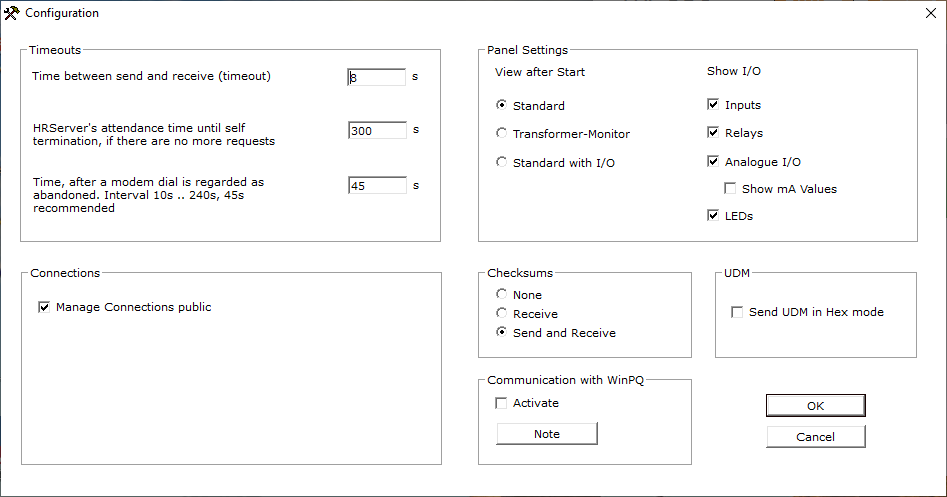 Configuration
Timeouts
Time between send and receive (timeout)
8
s
HRServer's attendance time until self
termination, if there are no more requests
300
s
Time, after a modem dial is regarded as
abandoned. Interval 10s .. 240s, 45s
recommended
45
s
Panel Settings
View after Start
Show I/O
Standard
Inputs
Transformer-Monitor
Relays
Standard with I/O
Analogue I/O
Show mA Values
LEDs
Connections
Manage Connections public
Checksums
None
Receive
Send and Receive
UDM
Send UDM in Hex mode
Communication with WinPQ
Activate
Note
OK
Cancel